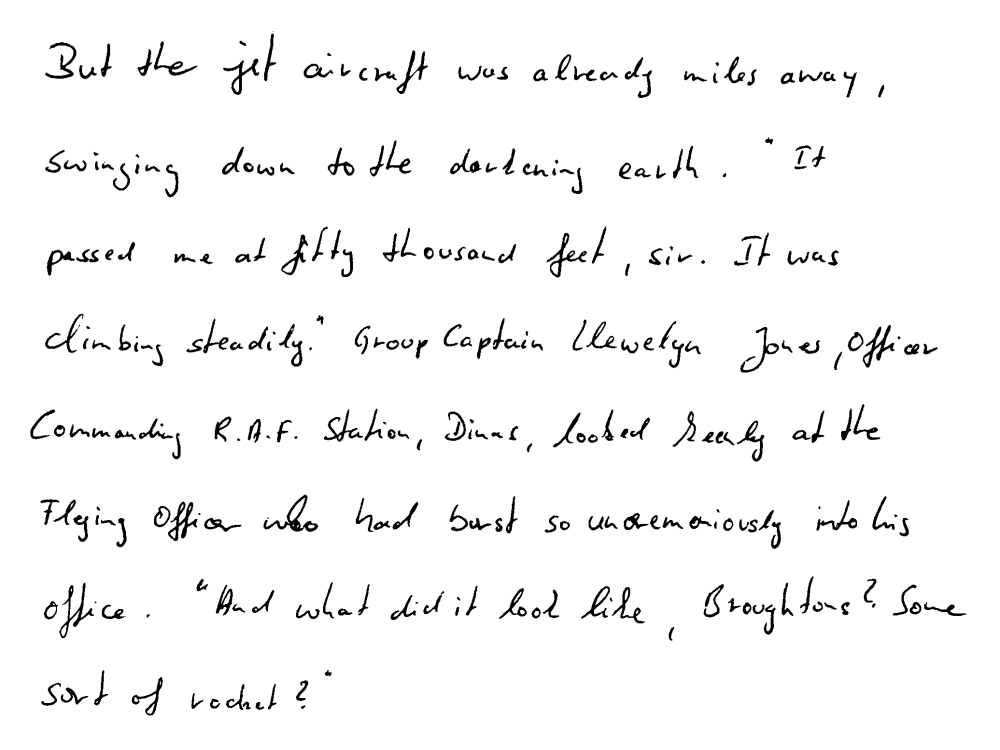 But the jet aircraft was already miles away,
swinging down to the darkening earth. "It
passed me at fifty thousand feet, sir. It was
climbing steadily." Group Captain Llewelyn Jones, Officer
Commanding R.A.F. Station, Dinas, looked keenly at the
Flying Officer who had burst so unceremoniously into his
office. "And what did it look like, Broughtons? Some
sort of rocket?"